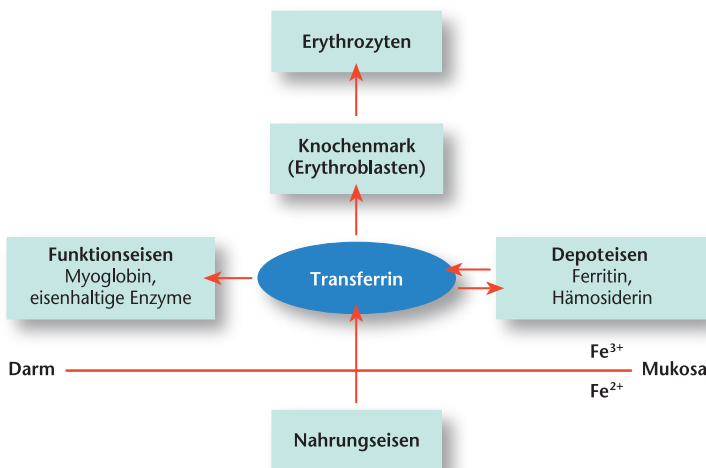 Erythrozyten
Knochenmark
(Erythroblasten)
Funktionseisen
Myoglobin,
eisenhaltige Enzyme
Transferrin
Depoteisen
Ferritin,
Hämosiderin
Fe³⁺
Darm
Mukosa
Fe²⁺
Nahrungseisen